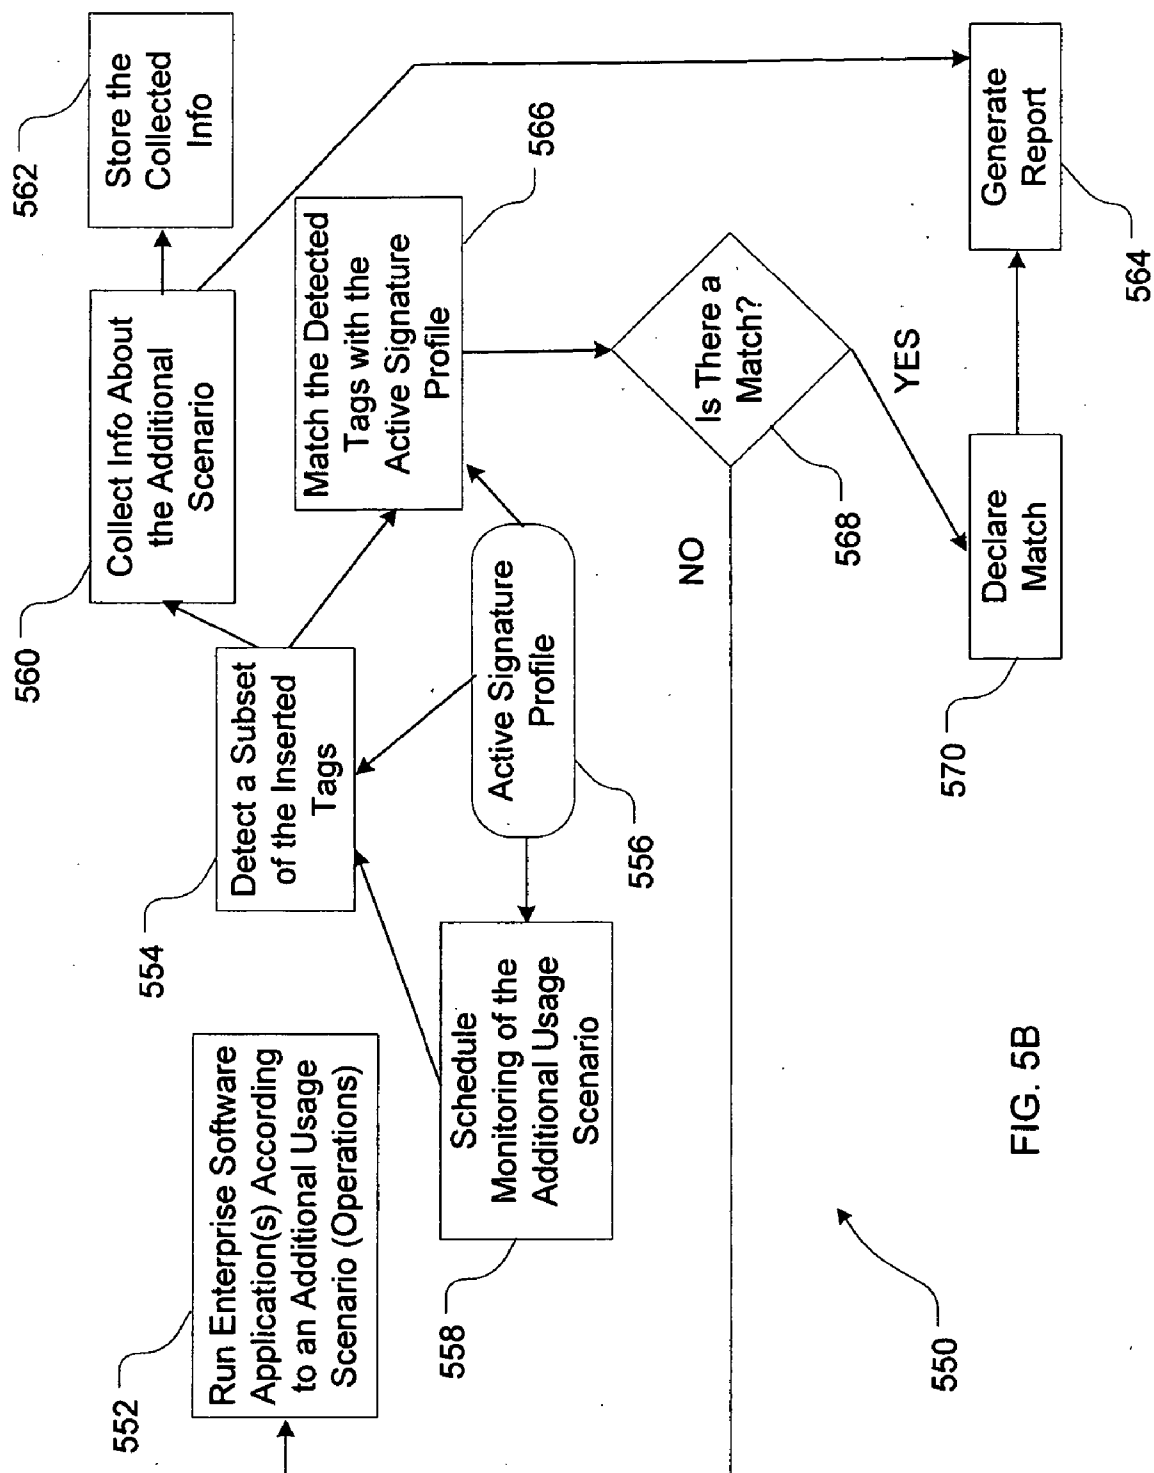 552
Run Enterprise Software
Application(s) According
to an Additional Usage
Scenario (Operations)
554
Detect a Subset
of the Inserted
Tags
560
Collect Info About
the Additional
Scenario
562
Store the
Collected
Info
558
Schedule
Monitoring of the
Additional Usage
Scenario
556
Active Signature
Profile
566
Match the Detected
Tags with the
Active Signature
Profile
568
Is There a
Match?
NO
YES
570
Declare
Match
564
Generate
Report
550
FIG. 5B